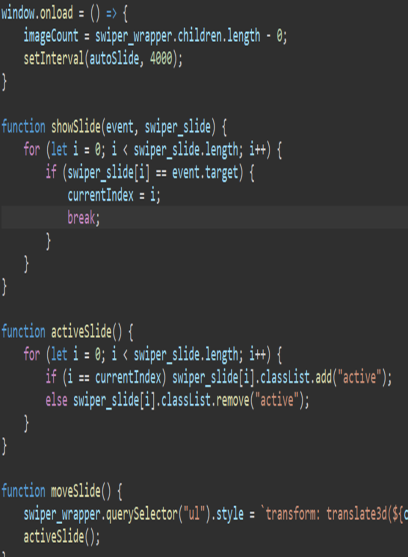 window.onload = () => {
imageCount = swiper_wrapper.children.length - 0;
setInterval(autoSlide, 4000);
}
function showSlide(event, swiper_slide) {
for (let i = 0; i < swiper_slide.length; i++) {
if (swiper_slide[i] == event.target) {
currentIndex = i;
break;
}
}
}
function activeSlide() {
for (let i = 0; i < swiper_slide.length; i++) {
if (i == currentIndex) swiper_slide[i].classList.add("active");
else swiper_slide[i].classList.remove("active");
}
}
function moveSlide() {
swiper_wrapper.querySelector("ul").style = `transform: translate3d(${c
activeSlide();